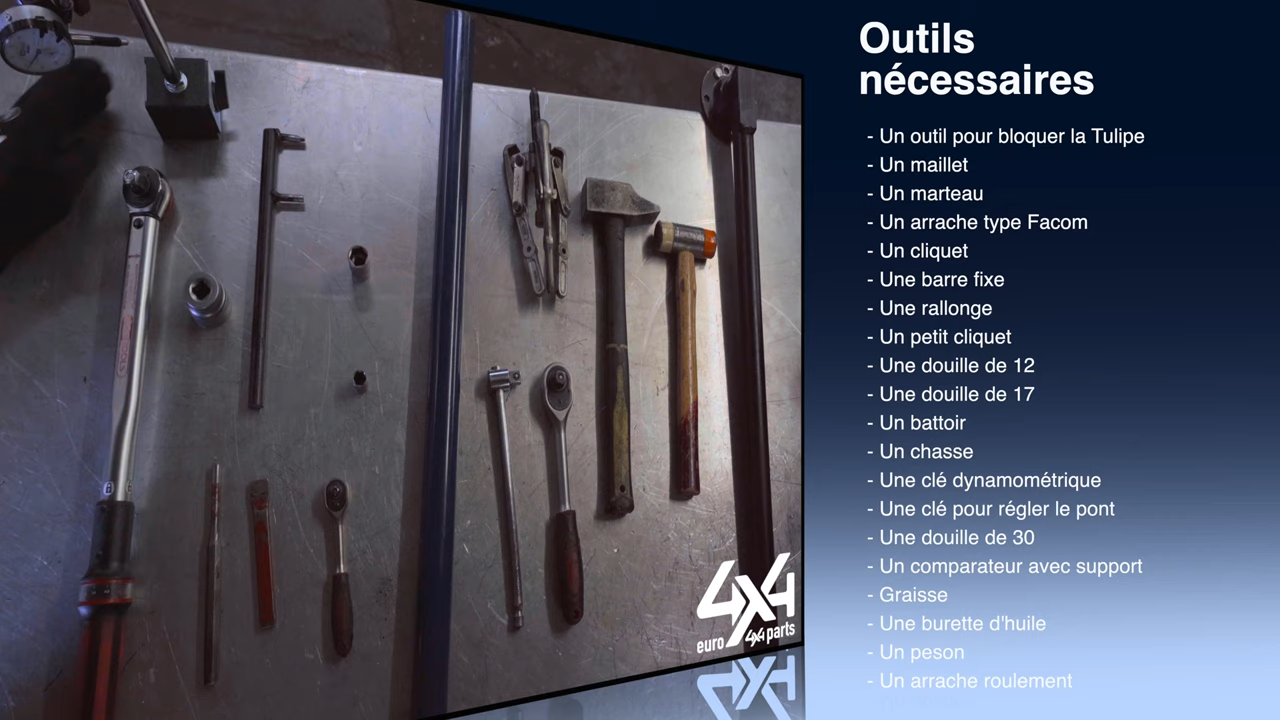 Outils
nécessaires
- Un outil pour bloquer la Tulipe
- Un maillet
- Un marteau
- Un arrache type Facom
- Un cliquet
- Une barre fixe
- Une rallonge
- Un petit cliquet
- Une douille de 12
- Une douille de 17
- Un battoir
- Un chasse
- Une clé dynamométrique
- Une clé pour régler le pont
- Une douille de 30
- Un comparateur avec support
- Graisse
- Une burette d'huile
- Un peson
- Un arrache roulement
4x4
euro 4x4 parts